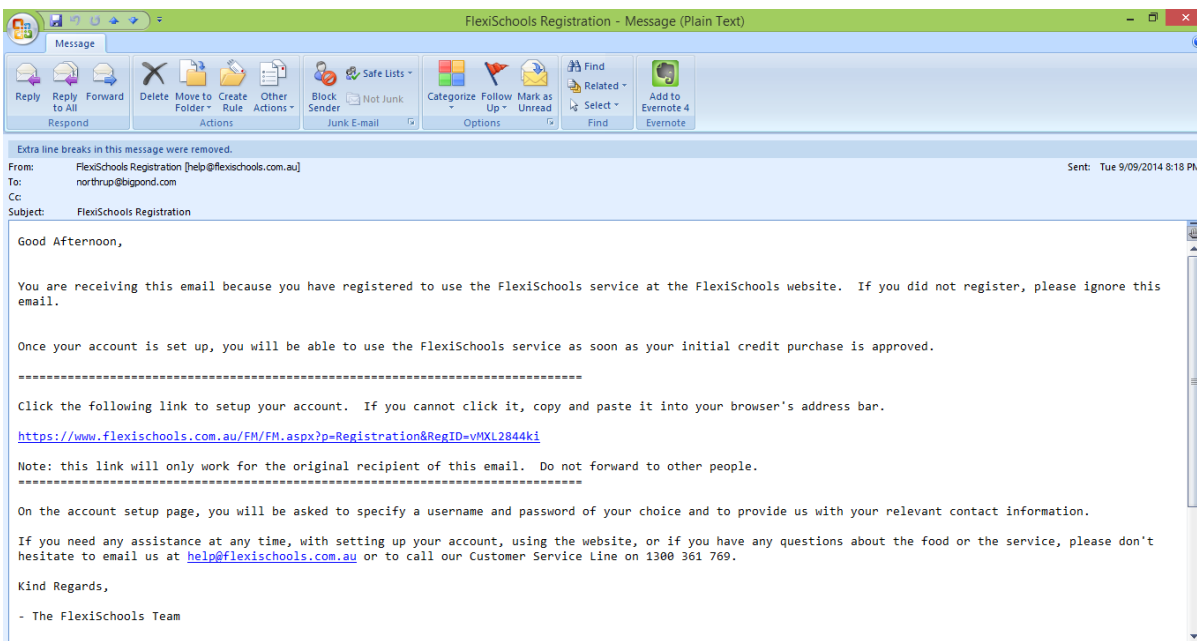 FlexiSchools Registration - Message (Plain Text)
Message
Reply Reply to All Forward
Respond
Delete Move to Folder Create Rule Other Actions
Actions
Block Sender Safe Lists Not Junk
Junk E-mail
Categorize Follow Up Mark as Unread
Options
Find Related Select
Find
Add to Evernote 4
Evernote
Extra line breaks in this message were removed.
From: FlexiSchools Registration [help@flexischools.com.au] Sent: Tue 9/09/2014 8:18 PM
To: northrup@bigpond.com
Cc:
Subject: FlexiSchools Registration
Good Afternoon,
You are receiving this email because you have registered to use the FlexiSchools service at the FlexiSchools website.  If you did not register, please ignore this
email.
Once your account is set up, you will be able to use the FlexiSchools service as soon as your initial credit purchase is approved.
================================================================================
Click the following link to setup your account.  If you cannot click it, copy and paste it into your browser's address bar.
https://www.flexischools.com.au/FM/FM.aspx?p=Registration&RegID=vMXL2844ki
Note: this link will only work for the original recipient of this email.  Do not forward to other people.
================================================================================
On the account setup page, you will be asked to specify a username and password of your choice and to provide us with your relevant contact information.
If you need any assistance at any time, with setting up your account, using the website, or if you have any questions about the food or the service, please don't
hesitate to email us at help@flexischools.com.au or to call our Customer Service Line on 1300 361 769.
Kind Regards,
- The FlexiSchools Team